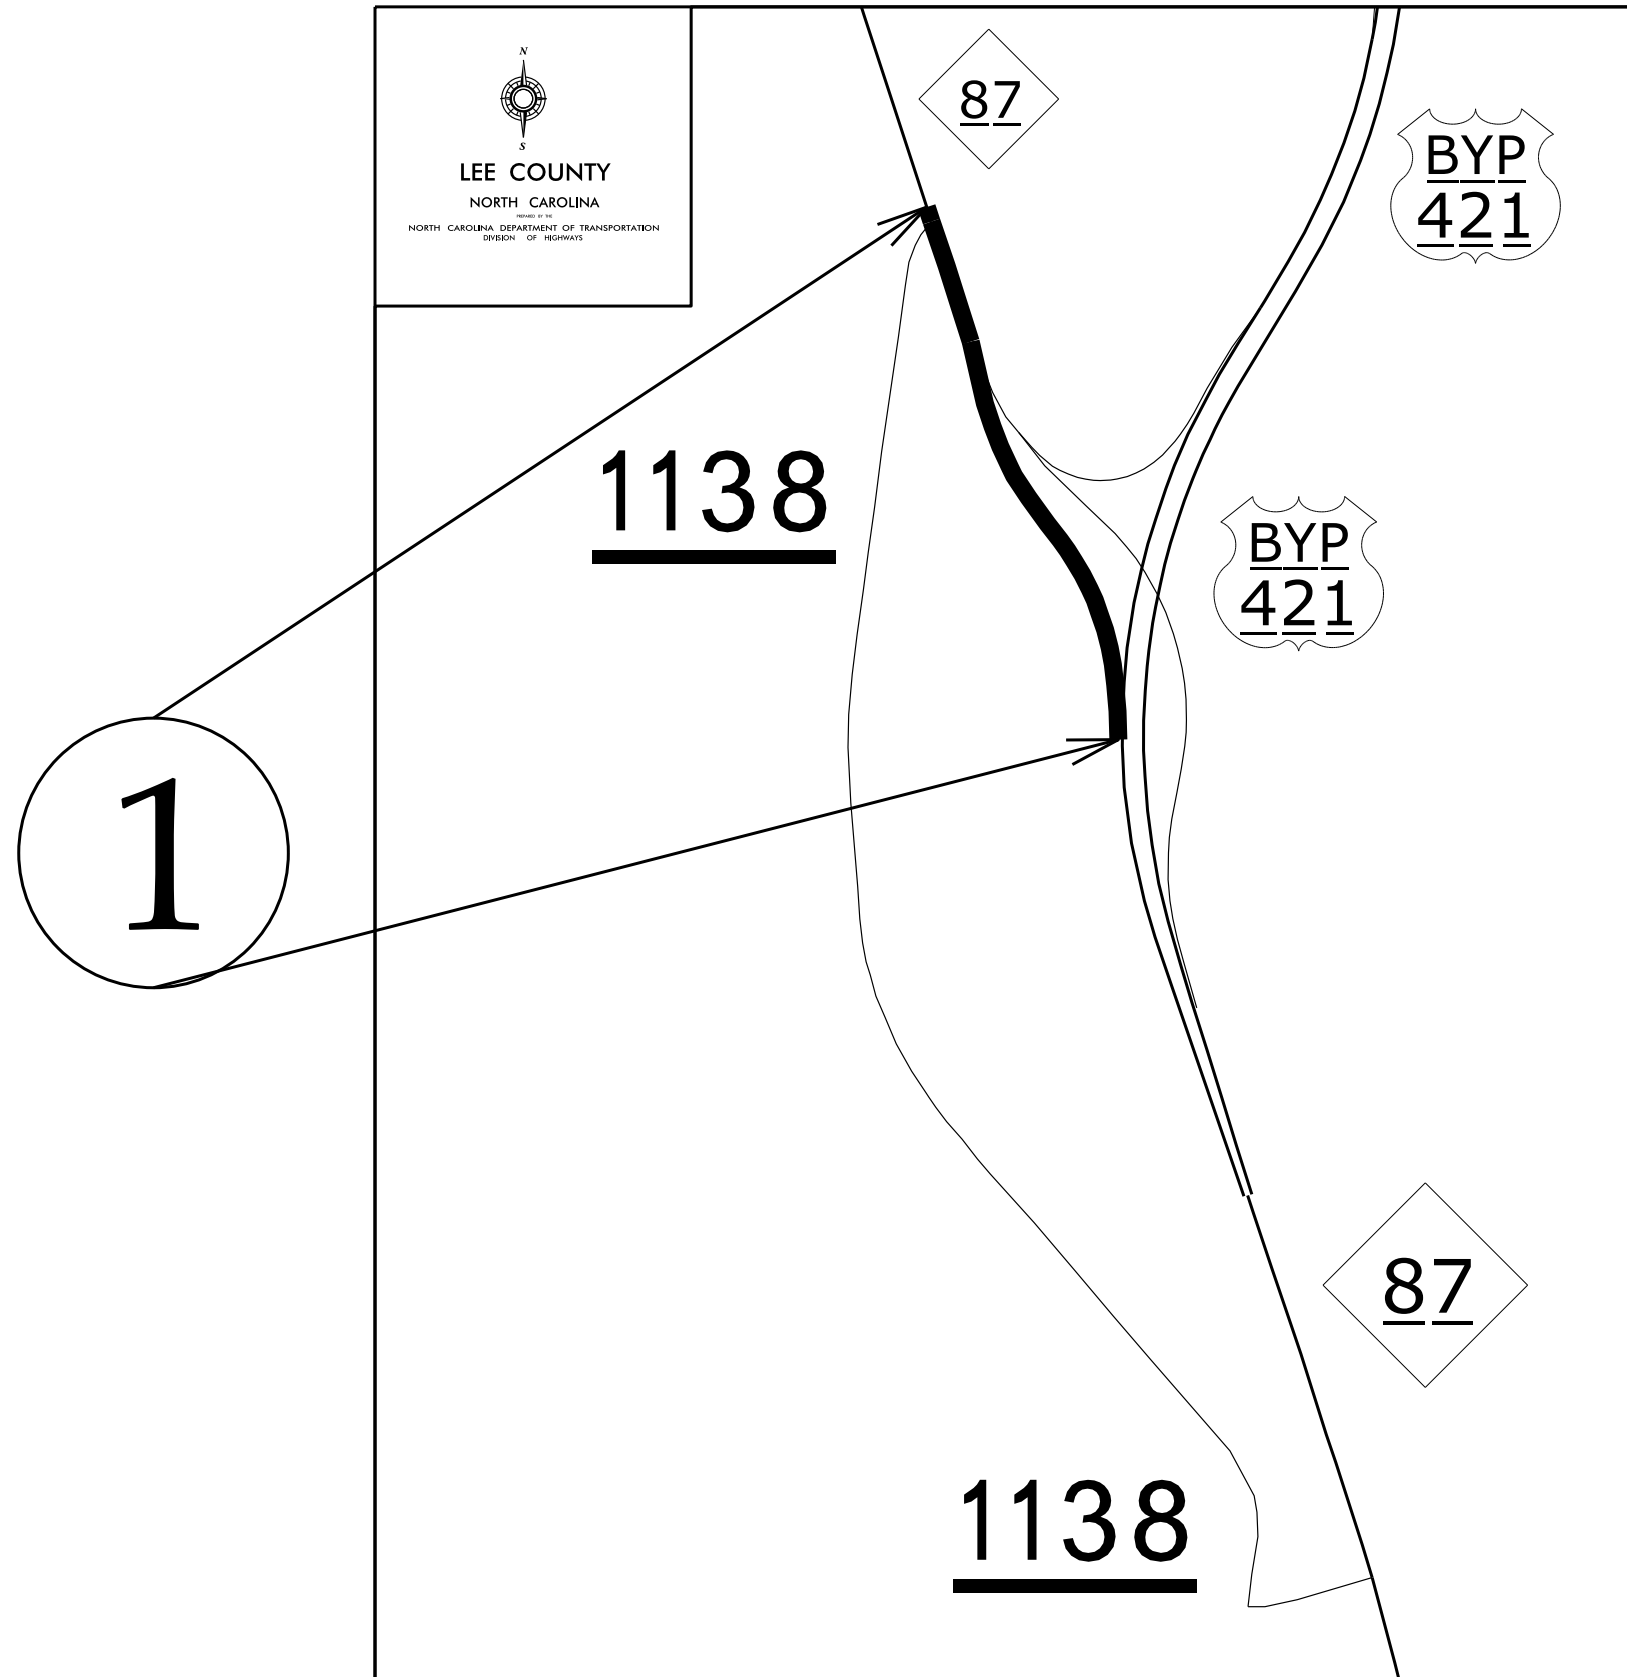 N
S
LEE COUNTY
NORTH CAROLINA
PREPARED BY THE
NORTH CAROLINA DEPARTMENT OF TRANSPORTATION
DIVISION OF HIGHWAYS
87
BYP
421
1138
BYP
421
1
87
1138